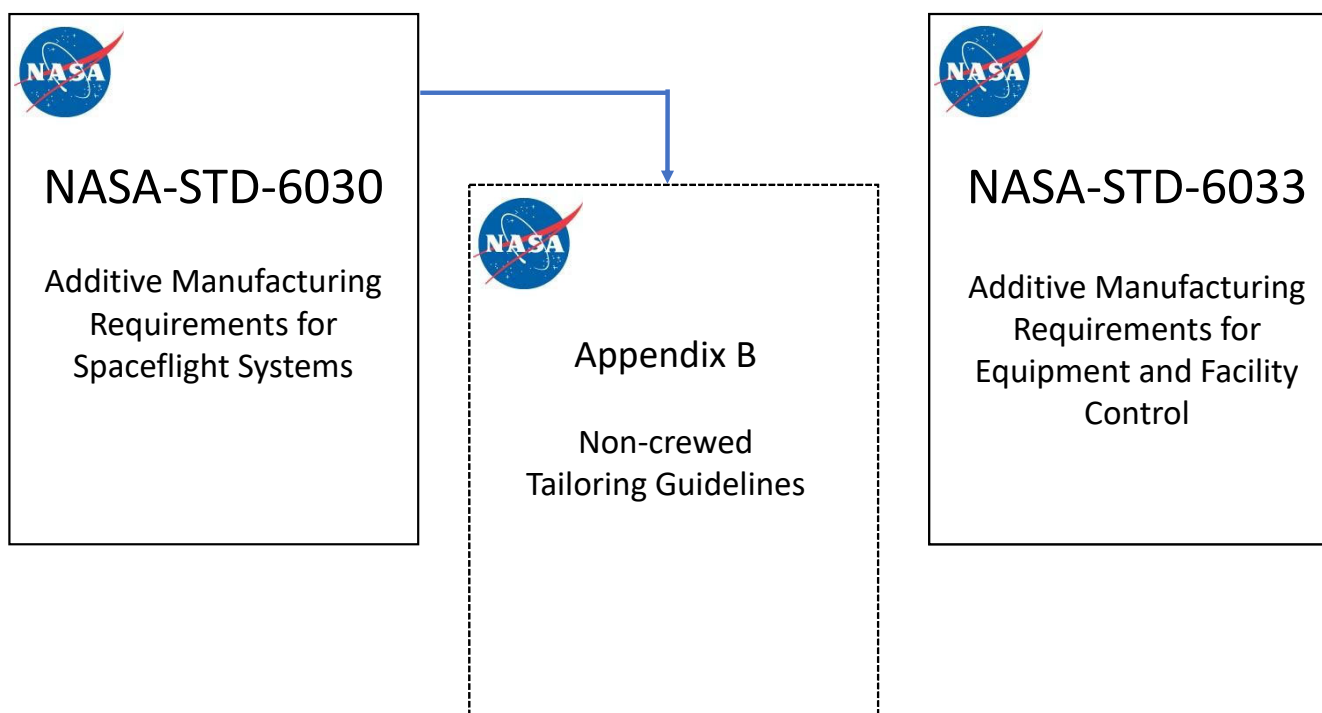 NASA
NASA-STD-6030
Additive Manufacturing
Requirements for
Spaceflight Systems
NASA
Appendix B
Non-crewed
Tailoring Guidelines
NASA
NASA-STD-6033
Additive Manufacturing
Requirements for
Equipment and Facility
Control